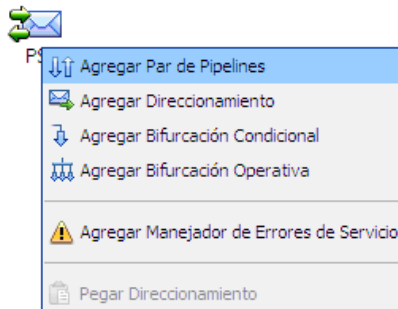 Agregar Par de Pipelines
Agregar Direccionamiento
Agregar Bifurcación Condicional
Agregar Bifurcación Operativa
Agregar Manejador de Errores de Servicio
Pegar Direccionamiento